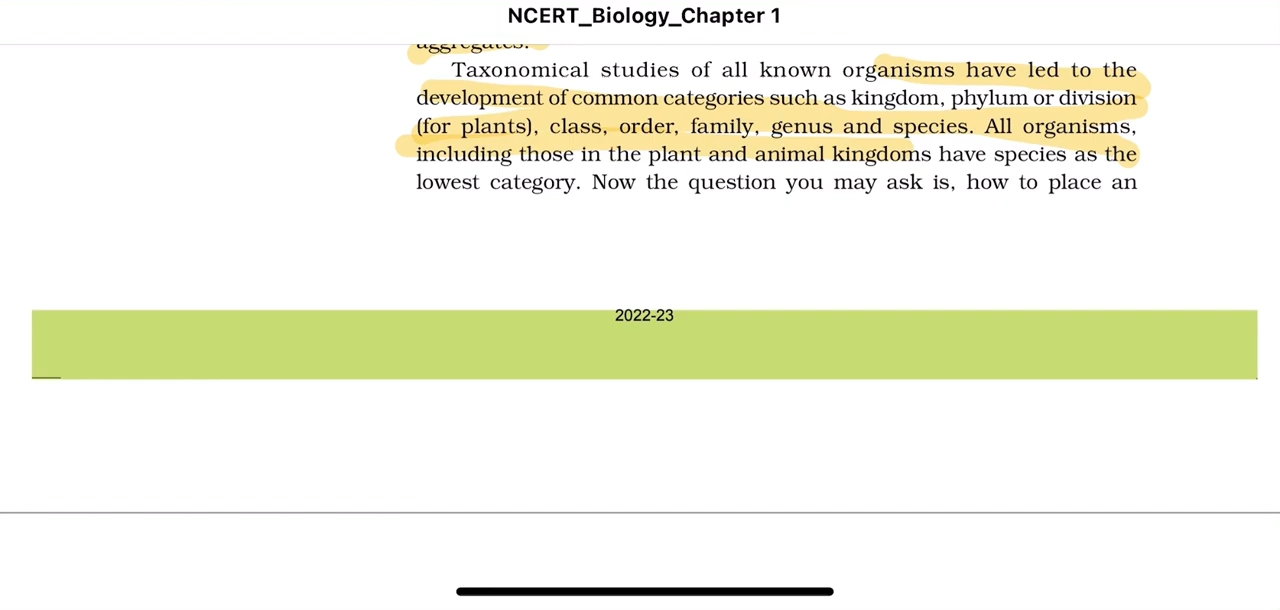 NCERT_Biology_Chapter 1
aggregates.
Taxonomical studies of all known organisms have led to the
development of common categories such as kingdom, phylum or division
(for plants), class, order, family, genus and species. All organisms,
including those in the plant and animal kingdoms have species as the
lowest category. Now the question you may ask is, how to place an
2022-23